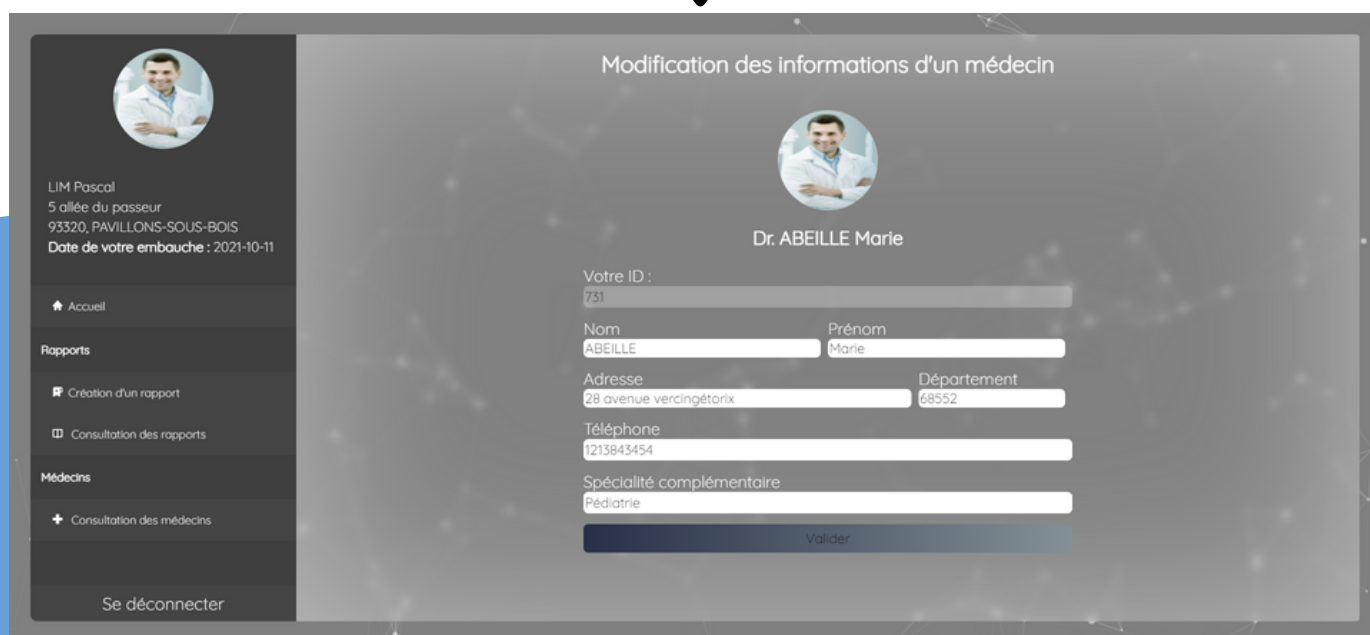 LIM Pascal
5 allée du passeur
93320, PAVILLONS-SOUS-BOIS
Date de votre embauche : 2021-10-11
Accueil
Rapports
Création d'un rapport
Consultation des rapports
Médecins
Consultation des médecins
Se déconnecter
Modification des informations d'un médecin
Dr. ABEILLE Marie
Votre ID :
731
Nom Prénom
ABEILLE Marie
Adresse Département
28 avenue vercingétorix 68552
Téléphone
1213843454
Spécialité complémentaire
Pédiatrie
Valider